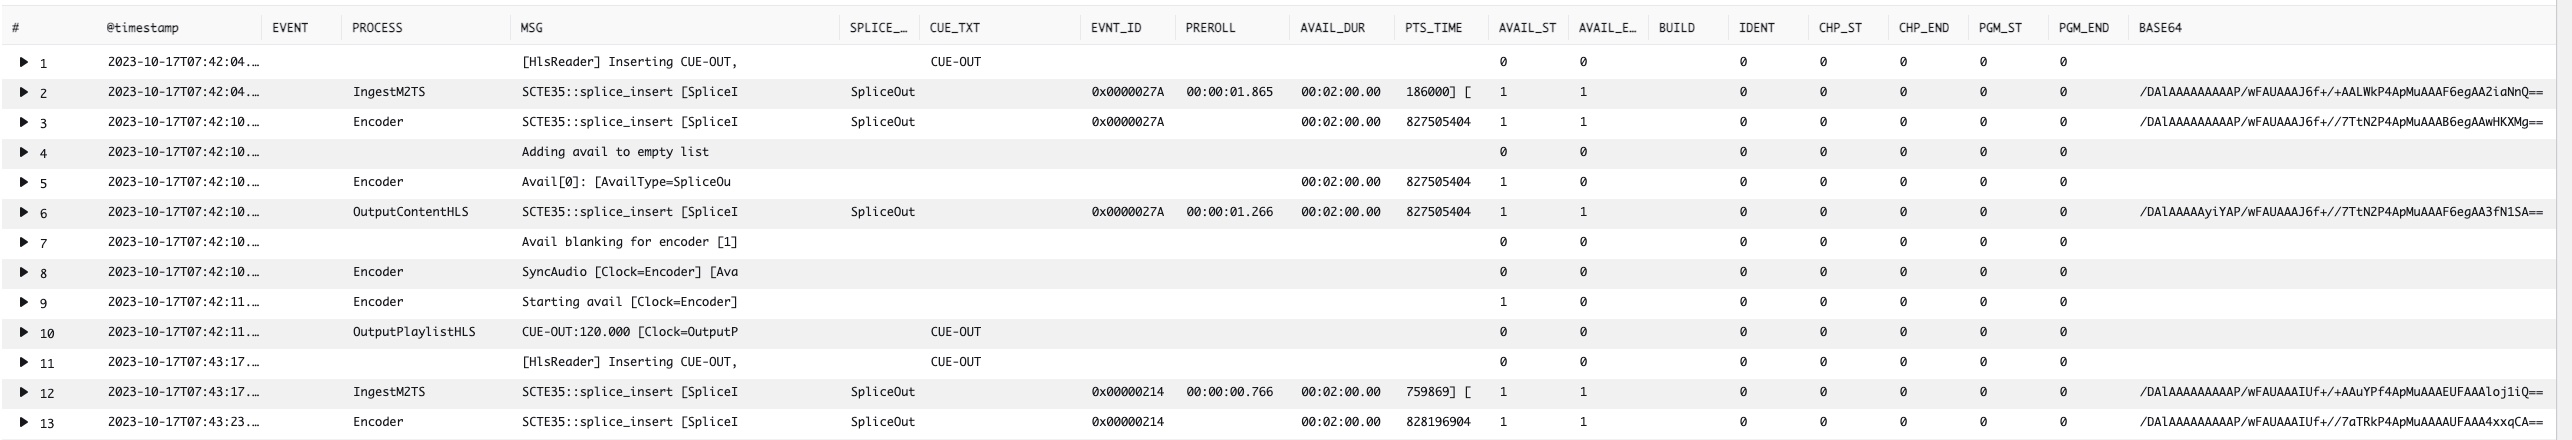 # @timestamp EVENT PROCESS MSG SPLICE_… CUE_TXT EVNT_ID PREROLL AVAIL_DUR PTS_TIME AVAIL_ST AVAIL_E… BUILD IDENT CHP_ST CHP_END PGM_ST PGM_END BASE64
1 2023-10-17T07:42:04.… [HlsReader] Inserting CUE-OUT, CUE-OUT 0 0 0 0 0 0 0
2 2023-10-17T07:42:04.… IngestM2TS SCTE35::splice_insert [SpliceI SpliceOut 0x0000027A 00:00:01.865 00:02:00.00 186000] [ 1 1 0 0 0 0 0 /DAlAAAAAAAAAP/wFAUAAAJ6f+/+AALWkP4ApMuAAAF6egAA2iaNnQ==
3 2023-10-17T07:42:10.… Encoder SCTE35::splice_insert [SpliceI SpliceOut 0x0000027A 00:02:00.00 827505404 1 1 0 0 0 0 0 /DAlAAAAAAAAAP/wFAUAAAJ6f+//7TtN2P4ApMuAAAB6egAAwHKXMg==
4 2023-10-17T07:42:10.… Adding avail to empty list 0 0 0 0 0 0 0
5 2023-10-17T07:42:10.… Encoder Avail[0]: [AvailType=SpliceOu 00:02:00.00 827505404 1 0 0 0 0 0 0
6 2023-10-17T07:42:10.… OutputContentHLS SCTE35::splice_insert [SpliceI SpliceOut 0x0000027A 00:00:01.266 00:02:00.00 827505404 1 1 0 0 0 0 0 /DAlAAAAAyiYAP/wFAUAAAJ6f+//7TtN2P4ApMuAAAF6egAA3fN1SA==
7 2023-10-17T07:42:10.… Avail blanking for encoder [1] 0 0 0 0 0 0 0
8 2023-10-17T07:42:10.… Encoder SyncAudio [Clock=Encoder] [Ava 0 0 0 0 0 0 0
9 2023-10-17T07:42:11.… Encoder Starting avail [Clock=Encoder] 1 0 0 0 0 0 0
10 2023-10-17T07:42:11.… OutputPlaylistHLS CUE-OUT:120.000 [Clock=OutputP CUE-OUT 0 0 0 0 0 0 0
11 2023-10-17T07:43:17.… [HlsReader] Inserting CUE-OUT, CUE-OUT 0 0 0 0 0 0 0
12 2023-10-17T07:43:17.… IngestM2TS SCTE35::splice_insert [SpliceI SpliceOut 0x00000214 00:00:00.766 00:02:00.00 759869] [ 1 1 0 0 0 0 0 /DAlAAAAAAAAAP/wFAUAAAIUf+/+AAuYPf4ApMuAAAEUFAAAloj1iQ==
13 2023-10-17T07:43:23.… Encoder SCTE35::splice_insert [SpliceI SpliceOut 0x00000214 00:02:00.00 828196904 1 1 0 0 0 0 0 /DAlAAAAAAAAAP/wFAUAAAIUf+//7aTRkP4ApMuAAAAUFAAA4xxqCA==